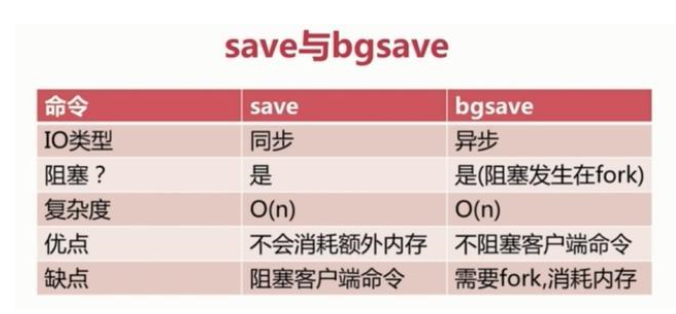 save与bgsave
命令 save bgsave
IO类型 同步 异步
阻塞？ 是 是(阻塞发生在fork)
复杂度 O(n) O(n)
优点 不会消耗额外内存 不阻塞客户端命令
缺点 阻塞客户端命令 需要fork,消耗内存